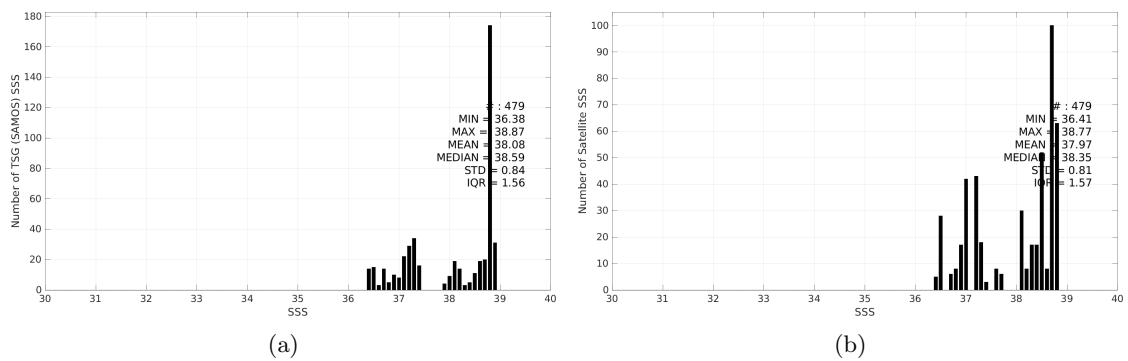 180
160
140
120
100
80
60
40
20
0
Number of TSG (SAMOS) SSS
# : 479
MIN = 36.38
MAX = 38.87
MEAN = 38.08
MEDIAN = 38.59
STD = 0.84
IQR = 1.56
30 31 32 33 34 35 36 37 38 39 40
SSS
(a)
100
90
80
70
60
50
40
30
20
10
0
Number of Satellite SSS
# : 479
MIN = 36.41
MAX = 38.77
MEAN = 37.97
MEDIAN = 38.35
STD = 0.81
IQR = 1.57
30 31 32 33 34 35 36 37 38 39 40
SSS
(b)